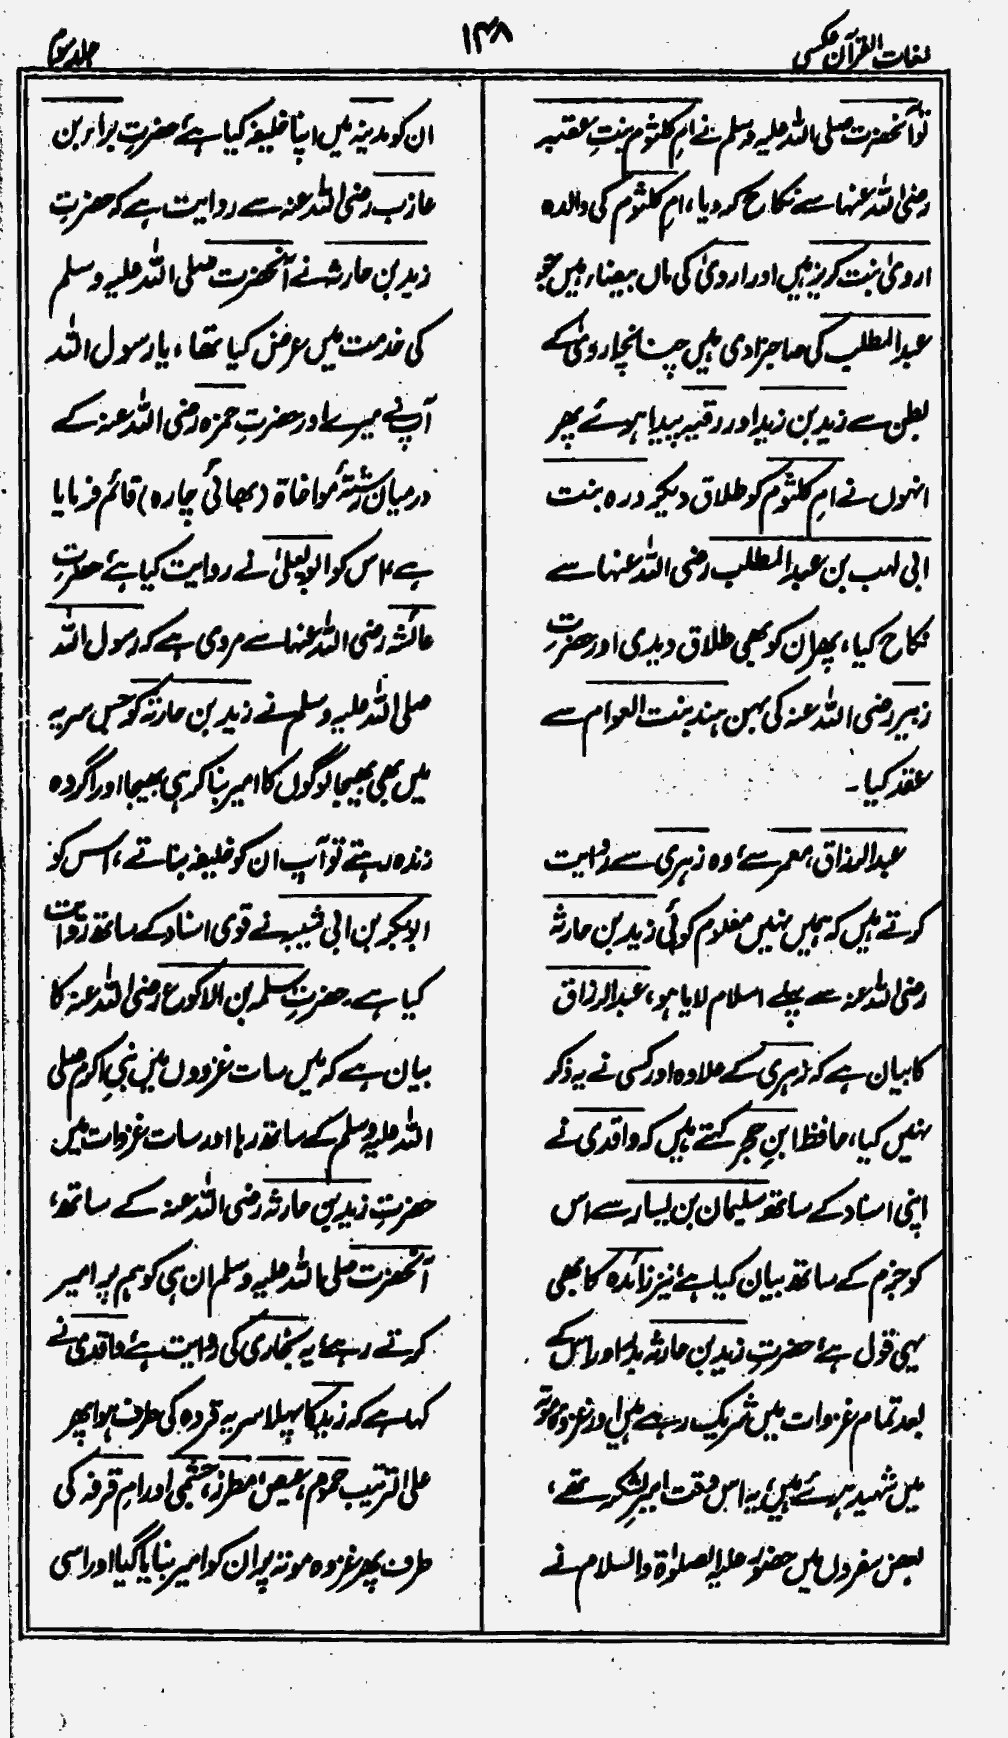 لغات القرآن عکسی
۱۴۸
جلد سوم
تو آنحضرت صلی اللہ علیہ وسلم نے ام کلثوم بنتِ عقبہ
رضی اللہ عنہا سے نکاح کر دیا، امِ کلثوم کی والدہ
ارویٰ بنت کریز ہیں اور ارویٰ کی ماں بیضاء ہیں جو
عبدالمطلب کی صاحبزادی ہیں چنانچہ ارویٰ کے
بطن سے زید بن زید اور رقیہ پیدا ہوئے پھر
انہوں نے امِ کلثوم کو طلاق دیکر درہ بنت
ابی لہب بن عبدالمطلب رضی اللہ عنہا سے
نکاح کیا، پھر ان کو بھی طلاق دیدی اور حضرتِ
زبیر رضی اللہ عنہ کی بہن ہند بنت العوام سے
عقد کیا۔
عبدالرزاق، معمر سے، وہ زہری سے روایت
کرتے ہیں کہ ہمیں نہیں معلوم کوئی زید بن حارثہ
رضی اللہ عنہ سے پہلے اسلام لایا ہو، عبدالرزاق
کا بیان ہے کہ زہری کے علاوہ اور کسی نے یہ ذکر
نہیں کیا، حافظ ابنِ حجر کہتے ہیں کہ واقدی نے
اپنی اسناد کے ساتھ سلیمان بن یسار سے اس
کو جزم کے ساتھ بیان کیا ہے، نیز زائدہ کا بھی
یہی قول ہے، حضرتِ زید بن حارثہ بدر اور اس کے
بعد تمام غزوات میں شریک رہے ہیں اور غزوہ موتہ
میں شہید ہوئے ہیں، یہ اس وقت امیر لشکر تھے،
بعض سفروں میں حضور علیہ الصلوٰۃ والسلام نے
ان کو مدینہ میں اپنا خلیفہ کیا ہے، حضرتِ براء بن
عازب رضی اللہ عنہ سے روایت ہے کہ حضرتِ
زید بن حارثہ نے آنحضرت صلی اللہ علیہ وسلم
کی خدمت میں عرض کیا تھا، یا رسول اللہ
آپ نے میرے اور حضرتِ حمزہ رضی اللہ عنہ کے
درمیان رشتۂ مواخاۃ (بھائی چارہ) قائم فرمایا
ہے، اس کو ابو یعلیٰ نے روایت کیا ہے، حضرتِ
عائشہ رضی اللہ عنہا سے مروی ہے کہ رسول اللہ
صلی اللہ علیہ وسلم نے زید بن حارثہ کو جس سریہ
میں بھی بھیجا لوگوں کا امیر بنا کر ہی بھیجا اور اگر وہ
زندہ رہتے تو آپ ان کو خلیفہ بناتے، اس کو
ابوبکر بن ابی شیبہ نے قوی اسناد کے ساتھ روایت
کیا ہے۔ حضرتِ سلمہ بن الاکوع رضی اللہ عنہ کا
بیان ہے کہ میں سات غزووں میں نبیِ اکرم صلی
اللہ علیہ وسلم کے ساتھ رہا اور سات غزوات میں
حضرتِ زید بن حارثہ رضی اللہ عنہ کے ساتھ،
آنحضرت صلی اللہ علیہ وسلم ان ہی کو ہم پر امیر
کرتے رہے، یہ بخاری کی روایت ہے، واقدی نے
کہا ہے کہ زید کا پہلا سریہ قردہ کی طرف ہوا پھر
علی الترتیب جموم، عیص، طرف، حسمیٰ اور ام قرفہ کی
طرف پھر غزوہ موتہ پر ان کو امیر بنایا گیا اور اسی